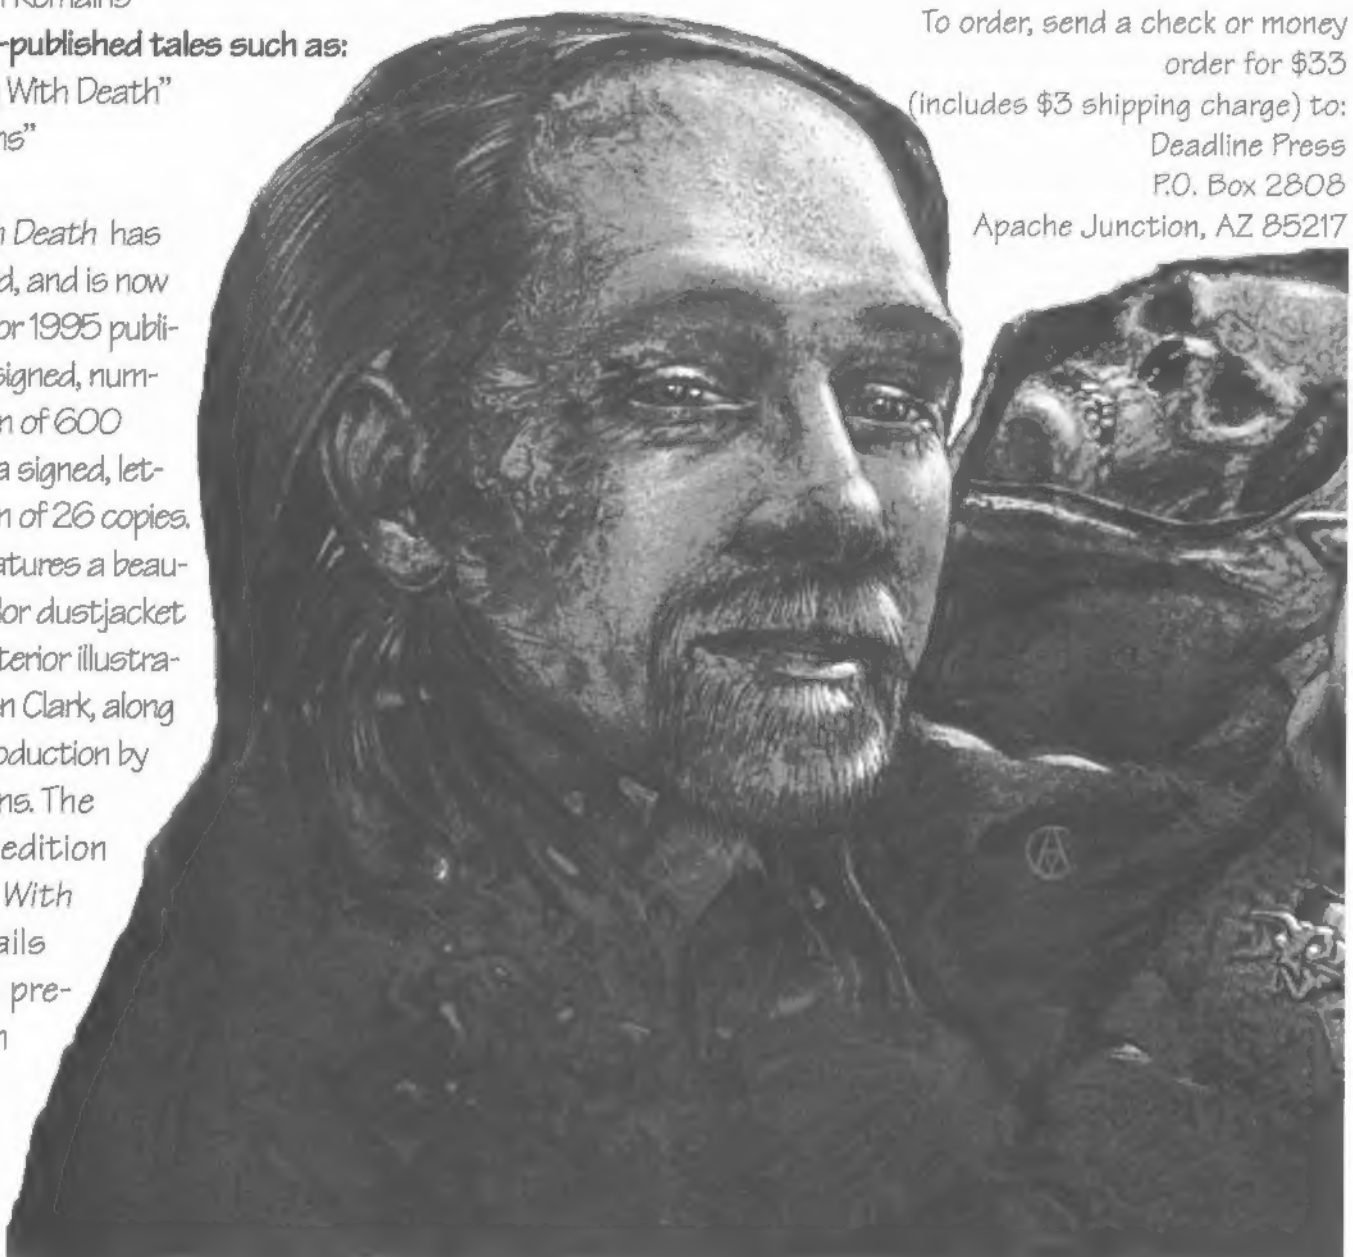 Remains
-published tales such as:
With Death”
ns”
Death has
d, and is now
or 1995 publi-
signed, num-
n of 600
a signed, let-
n of 26 copies.
atures a beau-
lor dustjacket
terior illustra-
n Clark, along
oduction by
ns. The
edition
With
ails
pre-
n
To order, send a check or money
order for $33
(includes $3 shipping charge) to:
Deadline Press
P.O. Box 2808
Apache Junction, AZ 85217